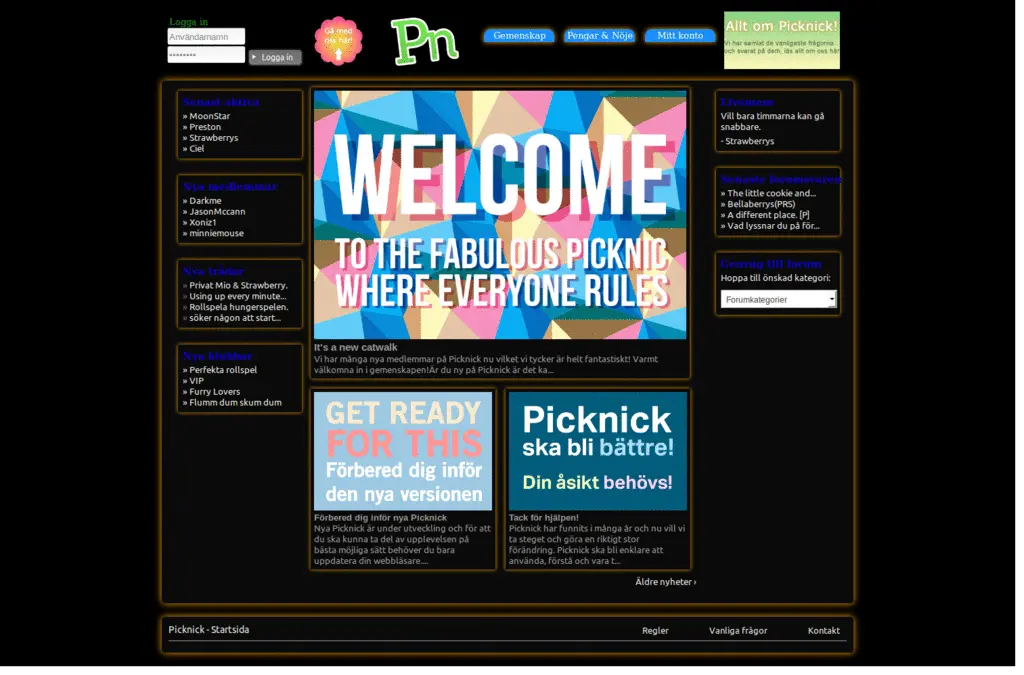 Logga in
Användarnamn
••••••••
Logga in
Gå med
oss här!
Pn
Gemenskap
Pengar & Nöje
Mitt konto
Allt om Picknick!
Vi har samlat de vanligaste frågorna
och svarat på dem, läs allt om oss här!
Senast aktiva
» MoonStar
» Preston
» Strawberrys
» Ciel
Nya medlemmar
» Darkme
» JasonMccann
» Xoniz1
» minniemouse
Nya trådar
» Privat Mio & Strawberry.
» Using up every minute...
» Rollspela hungerspelen.
» söker någon att start...
Nya klubbar
» Perfekta rollspel
» VIP
» Furry Lovers
» Flumm dum skum dum
WELCOME
TO THE FABULOUS PICKNIC
WHERE EVERYONE RULES
It's a new catwalk
Vi har många nya medlemmar på Picknick nu vilket vi tycker är helt fantastiskt! Varmt
välkomna in i gemenskapen!Är du ny på Picknick är det ka...
GET READY
FOR THIS
Förbered dig inför
den nya versionen
Förbered dig inför nya Picknick
Nya Picknick är under utveckling och för att
du ska kunna ta del av upplevelsen på
bästa möjliga sätt behöver du bara
uppdatera din webbläsare....
Picknick
ska bli bättre!
Din åsikt behövs!
Tack för hjälpen!
Picknick har funnits i många år och nu vill vi
ta steget och göra en riktigt stor
förändring. Picknick ska bli enklare att
använda, förstå och vara t...
Äldre nyheter ›
Vill bara timmarna kan gå
snabbare.
- Strawberrys
» The little cookie and...
» Bellaberrys(PRS)
» A different place. [P]
» Vad lyssnar du på för...
Genväg till forum
Hoppa till önskad kategori:
Forumkategorier
Picknick - Startsida
Regler
Vanliga frågor
Kontakt